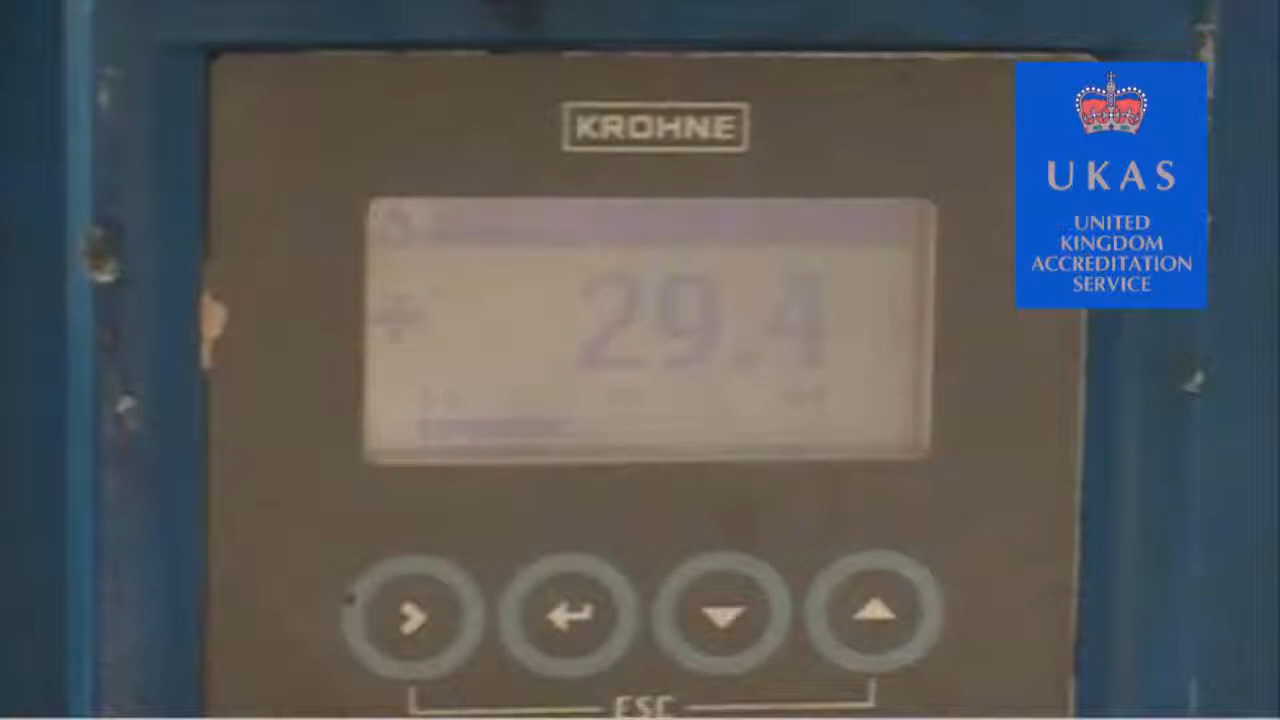 KROHNE
29.4
ESC
UKAS
UNITED
KINGDOM
ACCREDITATION
SERVICE